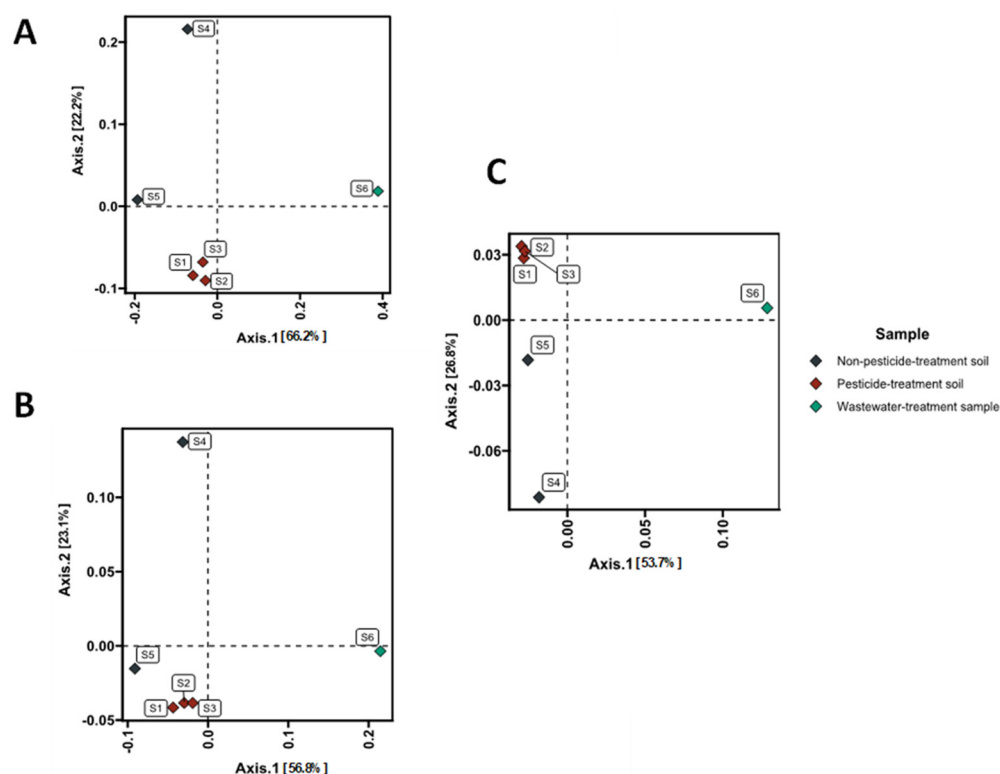 A
Axis.2 [22.2%]
0.2
0.1
0.0
-0.1
S4
S5
S6
S3
S1
S2
-0.2
0.0
0.2
0.4
Axis.1 [66.2%]
B
Axis.2 [23.1%]
0.10
0.05
0.00
-0.05
S4
S6
S5
S2
S1
S3
-0.1
0.0
0.1
0.2
Axis.1 [56.8%]
C
Axis.2 [26.8%]
0.03
0.00
-0.03
-0.06
S2
S1
S3
S6
S5
S4
0.00
0.05
0.10
Axis.1 [53.7%]
Sample
Non-pesticide-treatment soil
Pesticide-treatment soil
Wastewater-treatment sample